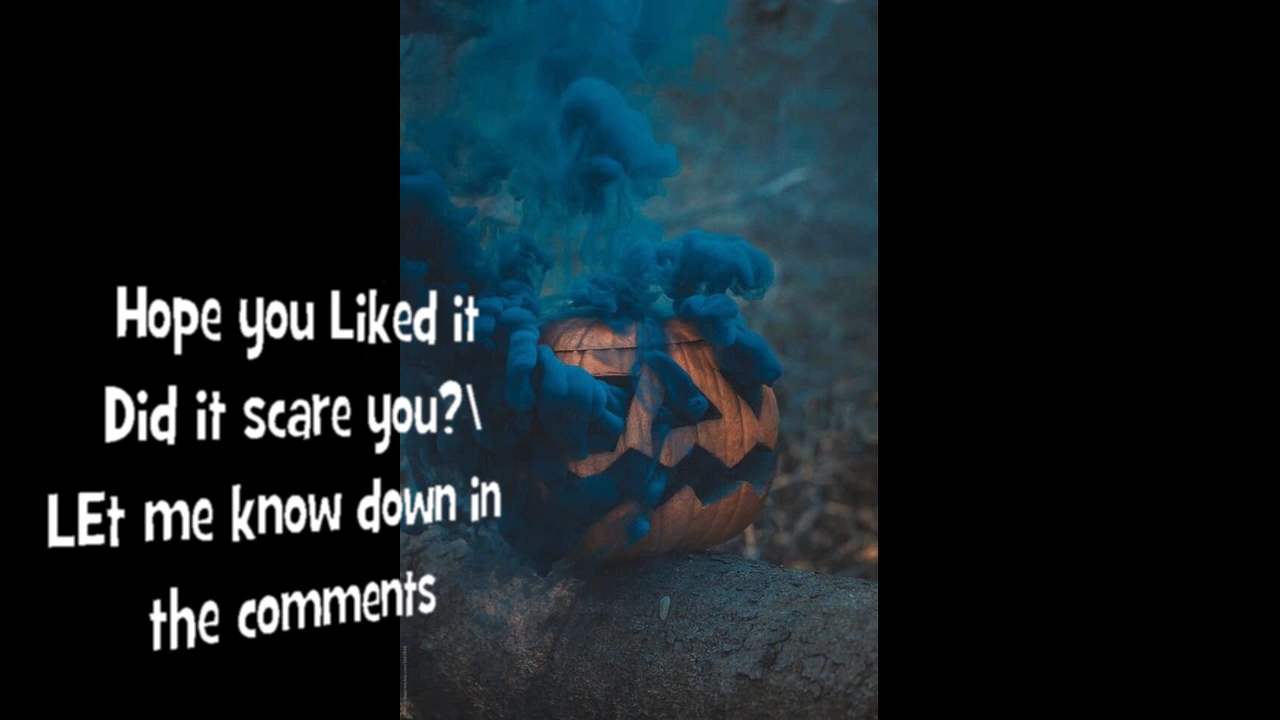 Hope you Liked it
Did it scare you?\
LEt me know down in
the comments